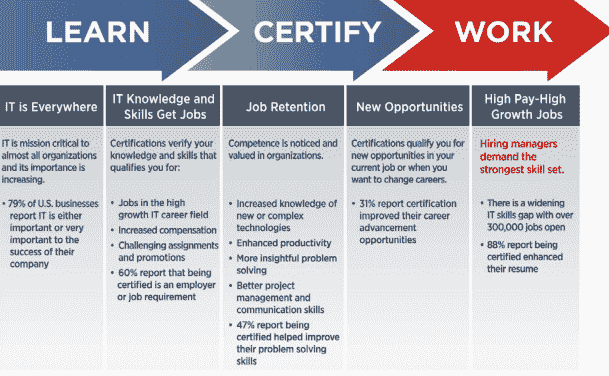 LEARN
CERTIFY
WORK
IT is Everywhere
IT is mission critical to
almost all organizations
and its importance is
increasing.
• 79% of U.S. businesses
report IT is either
important or very
important to the
success of their
company
IT Knowledge and
Skills Get Jobs
Certifications verify your
knowledge and skills that
qualifies you for:
• Jobs in the high
growth IT career field
• Increased compensation
• Challenging assignments
and promotions
• 60% report that being
certified is an employer
or job requirement
Job Retention
Competence is noticed and
valued in organizations.
• Increased knowledge of
new or complex
technologies
• Enhanced productivity
• More insightful problem
solving
• Better project
management and
communication skills
• 47% report being
certified helped improve
their problem solving
skills
New Opportunities
Certifications qualify you for
new opportunities in your
current job or when you
want to change careers.
• 31% report certification
improved their career
advancement
opportunities
High Pay-High
Growth Jobs
Hiring managers
demand the
strongest skill set.
• There is a widening
IT skills gap with over
300,000 jobs open
• 88% report being
certified enhanced
their resume